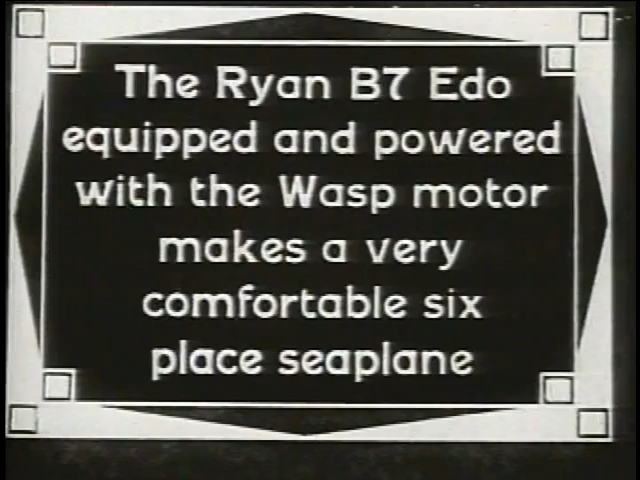 The Ryan B7 Edo
equipped and powered
with the Wasp motor
makes a very
comfortable six
place seaplane